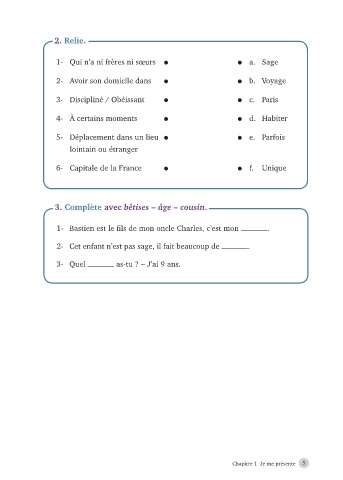 2. Relie.
1- Qui n'a ni frères ni sœurs ● ● a. Sage
2- Avoir son domicile dans ● ● b. Voyage
3- Discipliné / Obéissant ● ● c. Paris
4- À certains moments ● ● d. Habiter
5- Déplacement dans un lieu ● ● e. Parfois
lointain ou étranger
6- Capitale de la France ● ● f. Unique
3. Complète avec bêtises – âge – cousin.
1- Bastien est le fils de mon oncle Charles, c'est mon ______.
2- Cet enfant n'est pas sage, il fait beaucoup de ______.
3- Quel ______ as-tu ? – J'ai 9 ans.
Chapitre 1 Je me présente 5